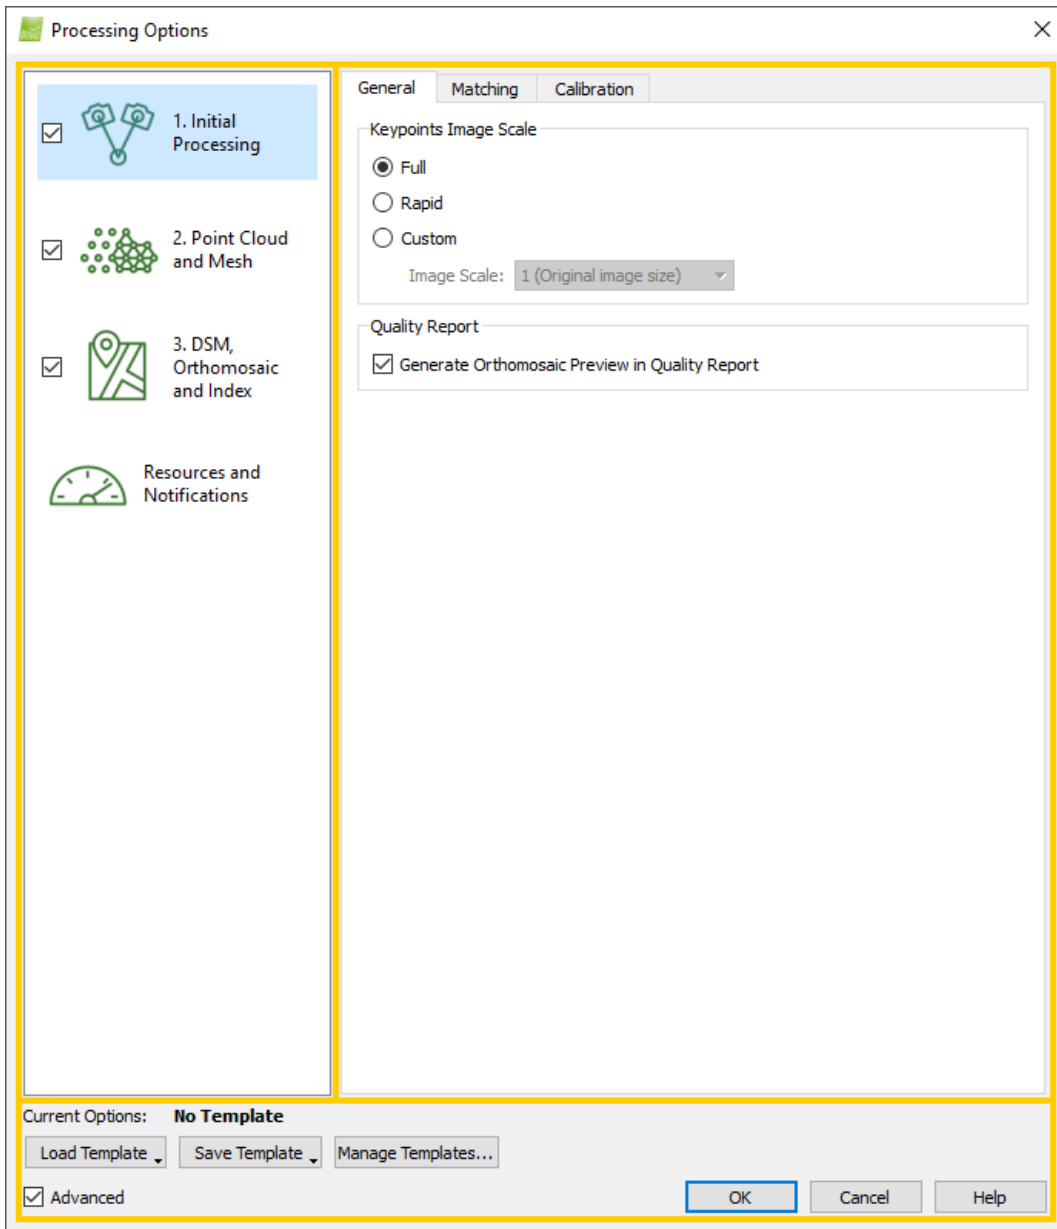 Processing Options
1. Initial
Processing
2. Point Cloud
and Mesh
3. DSM,
Orthomosaic
and Index
Resources and
Notifications
General Matching Calibration
Keypoints Image Scale
Full
Rapid
Custom
Image Scale: 1 (Original image size)
Quality Report
Generate Orthomosaic Preview in Quality Report
Current Options: No Template
Load Template Save Template Manage Templates...
Advanced OK Cancel Help